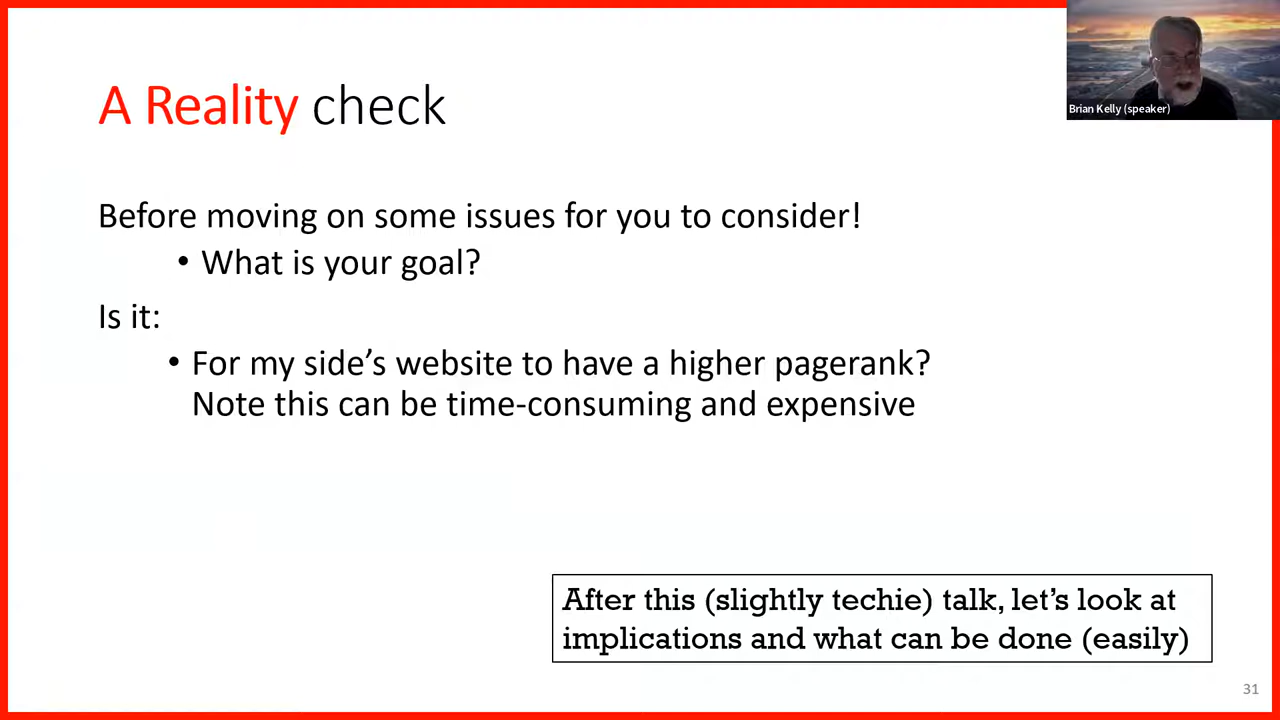 A Reality check
Brian Kelly (speaker)
Before moving on some issues for you to consider!
• What is your goal?
Is it:
• For my side’s website to have a higher pagerank?
Note this can be time-consuming and expensive
After this (slightly techie) talk, let’s look at
implications and what can be done (easily)
31